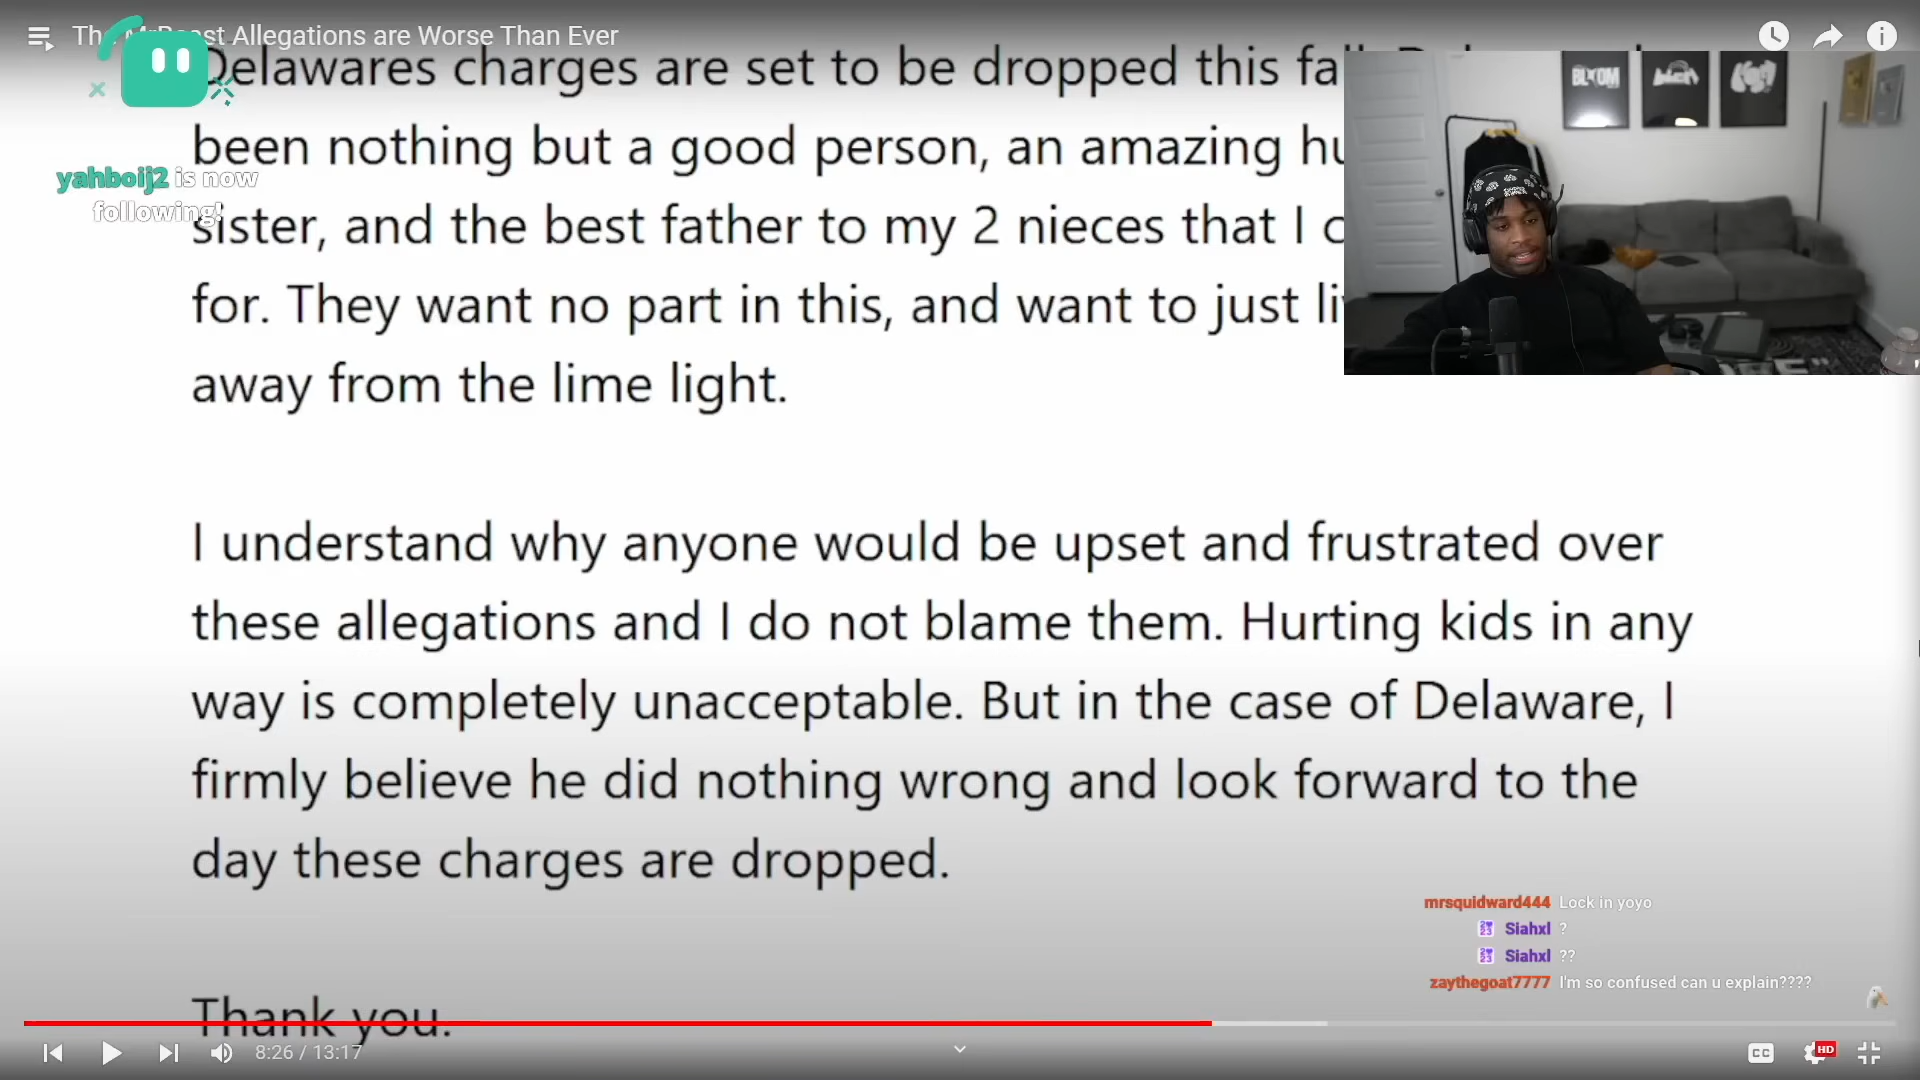 The MrBeast Allegations are Worse Than Ever
Delawares charges are set to be dropped this
been nothing but a good person, an amazing
yahboij2 is now
following!
sister, and the best father to my 2 nieces that I
for. They want no part in this, and want to just
away from the lime light.
I understand why anyone would be upset and frustrated over
these allegations and I do not blame them. Hurting kids in any
way is completely unacceptable. But in the case of Delaware, I
firmly believe he did nothing wrong and look forward to the
day these charges are dropped.
Thank you.
mrsquidward444 Lock in yoyo
Siahxl ?
Siahxl ??
zaythegoat7777 I'm so confused can u explain????
8:26 / 13:17
CC
HD